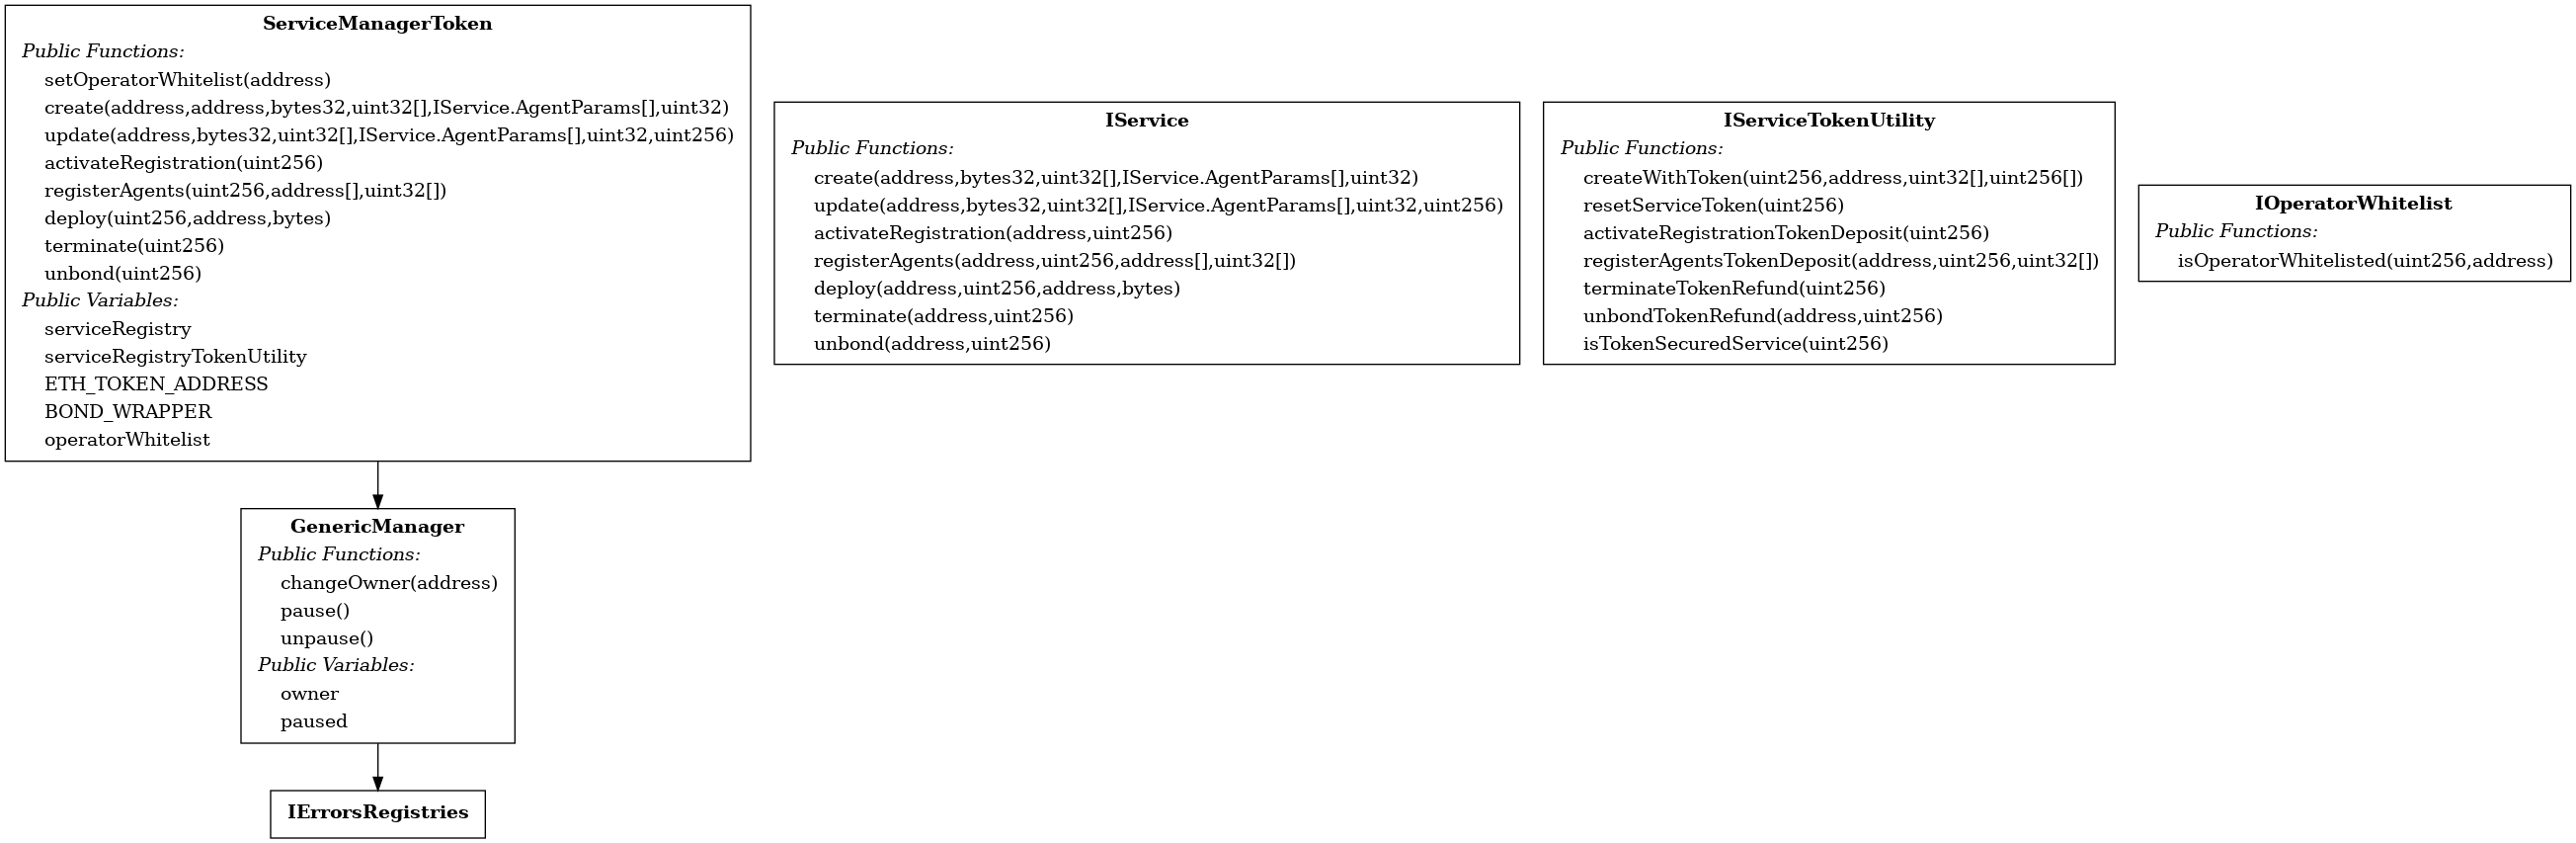 ServiceManagerToken
Public Functions:
setOperatorWhitelist(address)
create(address,address,bytes32,uint32[],IService.AgentParams[],uint32)
update(address,bytes32,uint32[],IService.AgentParams[],uint32,uint256)
activateRegistration(uint256)
registerAgents(uint256,address[],uint32[])
deploy(uint256,address,bytes)
terminate(uint256)
unbond(uint256)
Public Variables:
serviceRegistry
serviceRegistryTokenUtility
ETH_TOKEN_ADDRESS
BOND_WRAPPER
operatorWhitelist
GenericManager
Public Functions:
changeOwner(address)
pause()
unpause()
Public Variables:
owner
paused
IErrorsRegistries
IService
Public Functions:
create(address,bytes32,uint32[],IService.AgentParams[],uint32)
update(address,bytes32,uint32[],IService.AgentParams[],uint32,uint256)
activateRegistration(address,uint256)
registerAgents(address,uint256,address[],uint32[])
deploy(address,uint256,address,bytes)
terminate(address,uint256)
unbond(address,uint256)
IServiceTokenUtility
Public Functions:
createWithToken(uint256,address,uint32[],uint256[])
resetServiceToken(uint256)
activateRegistrationTokenDeposit(uint256)
registerAgentsTokenDeposit(address,uint256,uint32[])
terminateTokenRefund(uint256)
unbondTokenRefund(address,uint256)
isTokenSecuredService(uint256)
IOperatorWhitelist
Public Functions:
isOperatorWhitelisted(uint256,address)